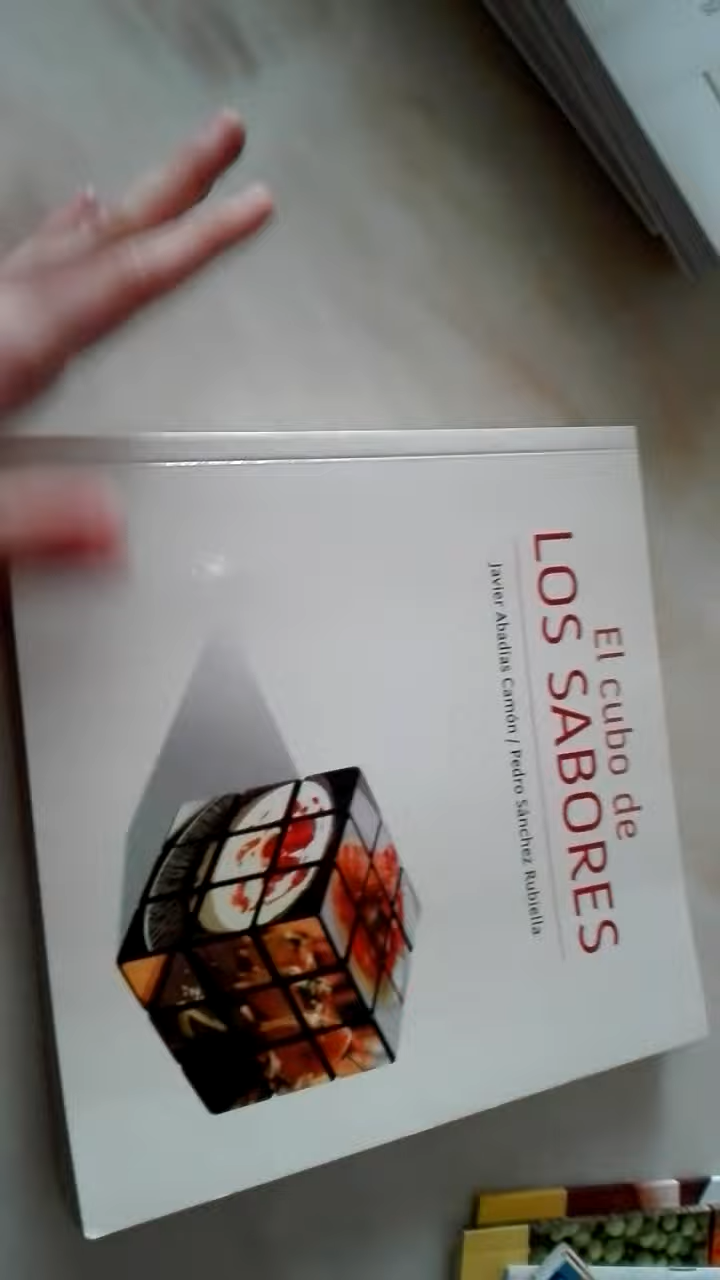 El cubo de
LOS SABORES
Javier Abadías Camón / Pedro Sánchez Rubiella